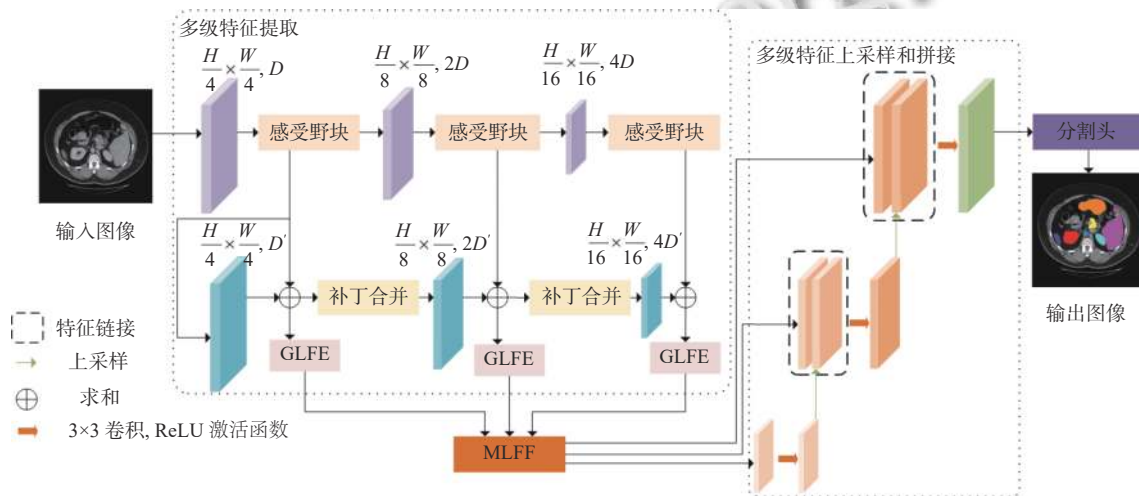 多级特征提取
H/4 × W/4, D
H/8 × W/8, 2D
H/16 × W/16, 4D
感受野块
感受野块
感受野块
输入图像
H/4 × W/4, D'
H/8 × W/8, 2D'
H/16 × W/16, 4D'
补丁合并
补丁合并
GLFE
GLFE
GLFE
MLFF
多级特征上采样和拼接
分割头
输出图像
特征链接
上采样
求和
3×3 卷积, ReLU 激活函数